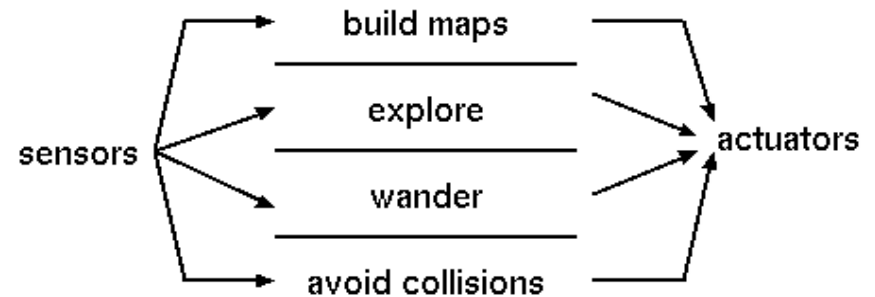 build maps
explore
sensors
actuators
wander
avoid collisions